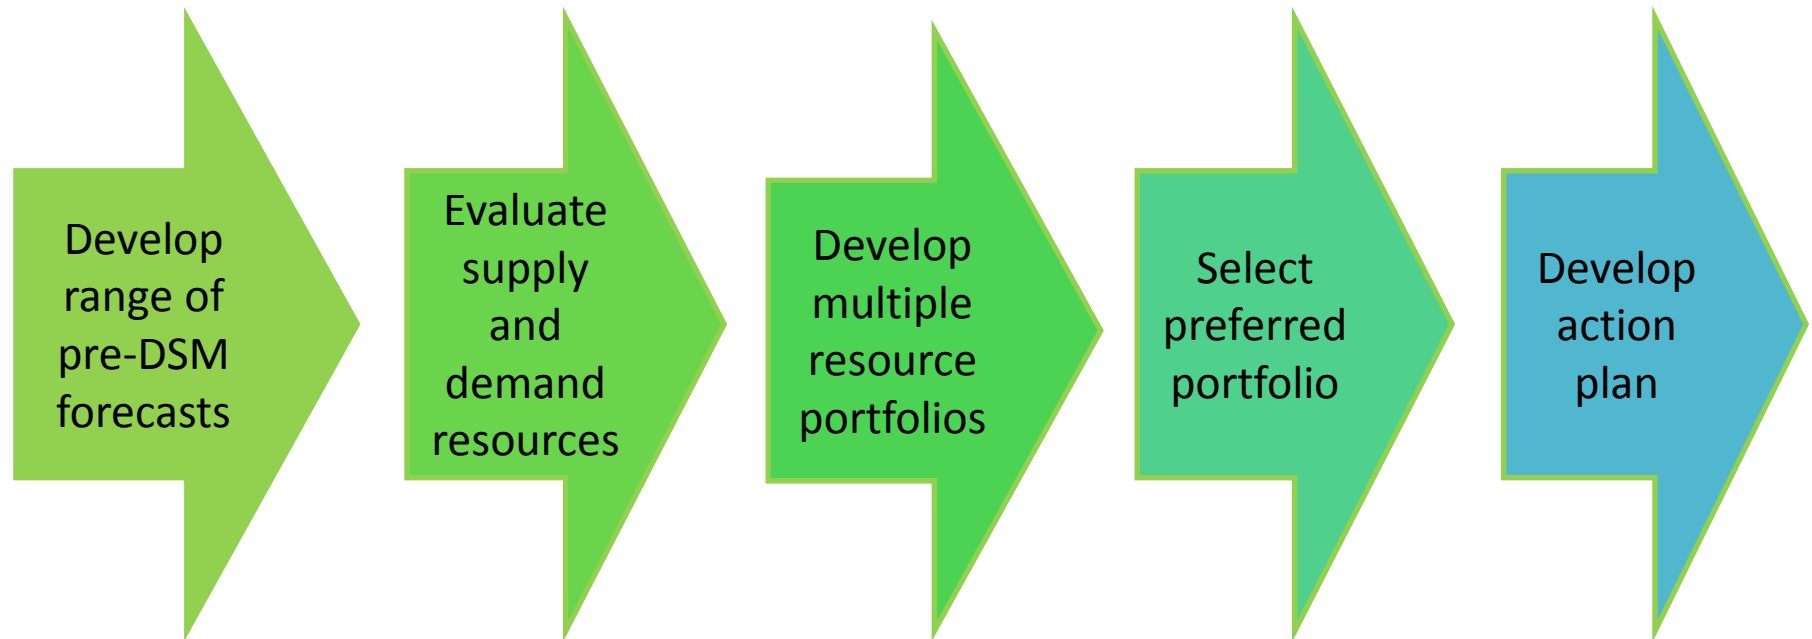 Develop
range of
pre-DSM
forecasts
Evaluate
supply
and
demand
resources
Develop
multiple
resource
portfolios
Select
preferred
portfolio
Develop
action
plan